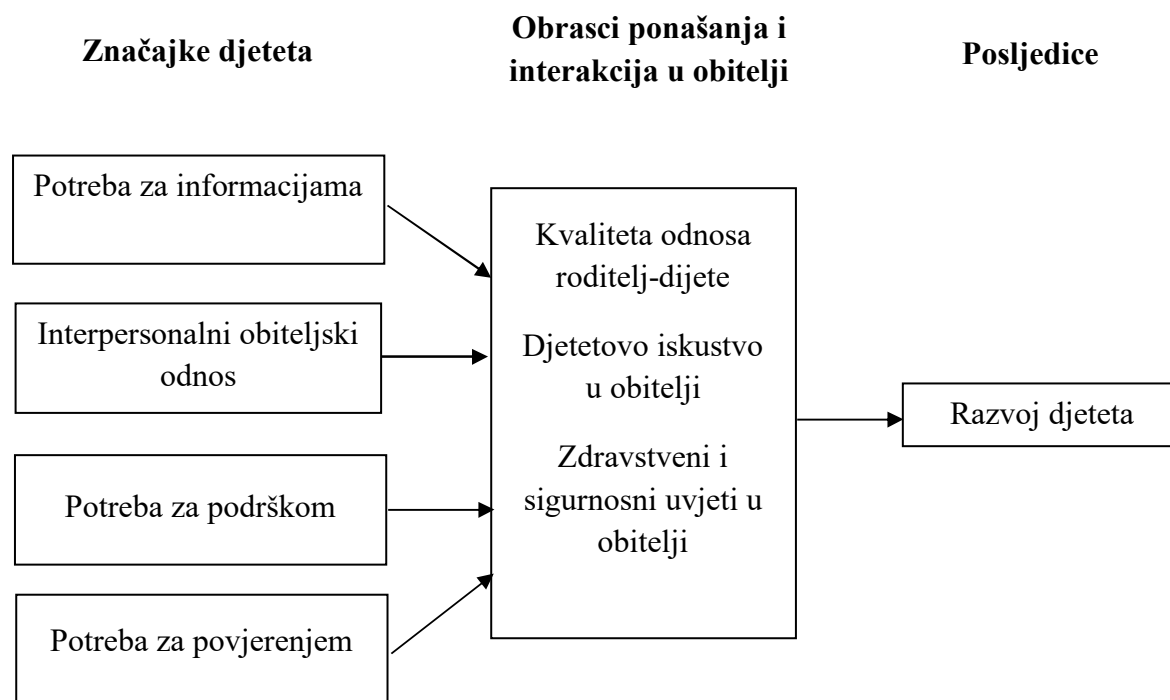 Značajke djeteta
Obrasci ponašanja i
interakcija u obitelji
Posljedice
Potreba za informacijama
Interpersonalni obiteljski
odnos
Potreba za podrškom
Potreba za povjerenjem
Kvaliteta odnosa
roditelj-dijete
Djetetovo iskustvo
u obitelji
Zdravstveni i
sigurnosni uvjeti u
obitelji
Razvoj djeteta